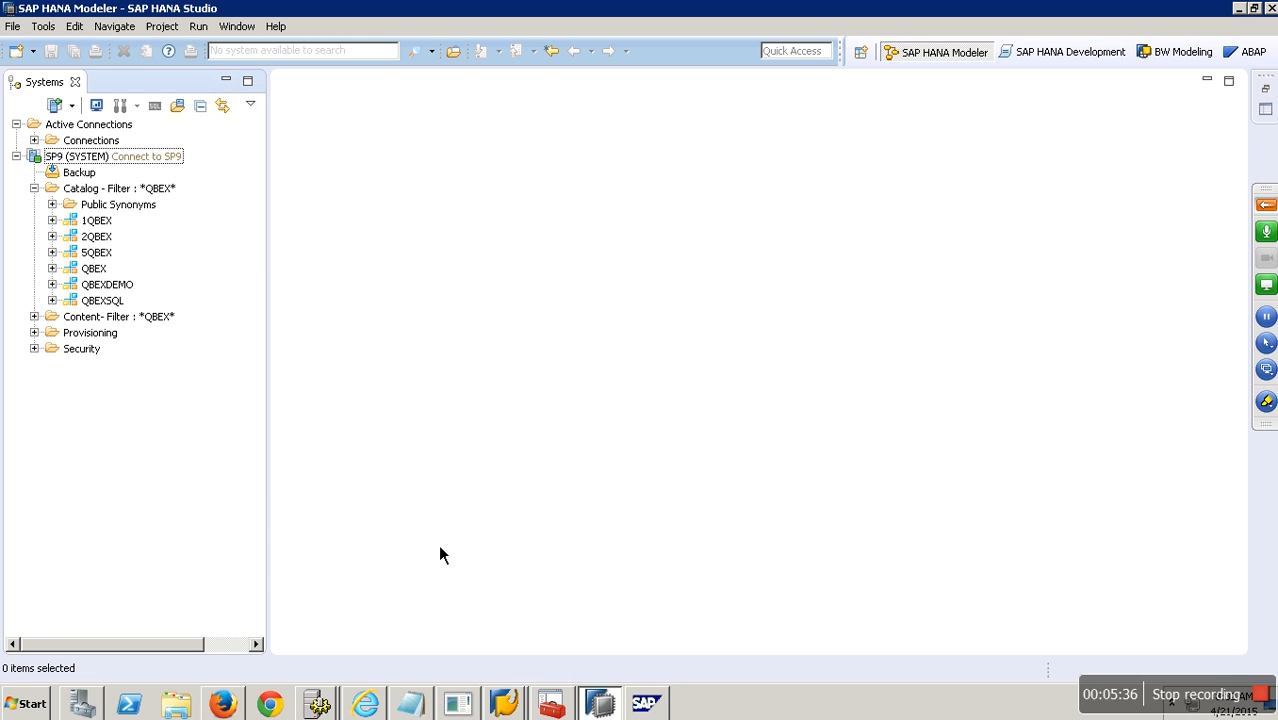 SAP HANA Modeler - SAP HANA Studio
File Tools Edit Navigate Project Run Window Help
No system available to search
Quick Access
SAP HANA Modeler
SAP HANA Development
BW Modeling
ABAP
Systems
Active Connections
Connections
SP9 (SYSTEM) Connect to SP9
Backup
Catalog - Filter : *QBEX*
Public Synonyms
1QBEX
2QBEX
5QBEX
QBEX
QBEXDEMO
QBEXSQL
Content- Filter : *QBEX*
Provisioning
Security
0 items selected
Start
SAP
00:05:36 Stop recording
4/21/2015